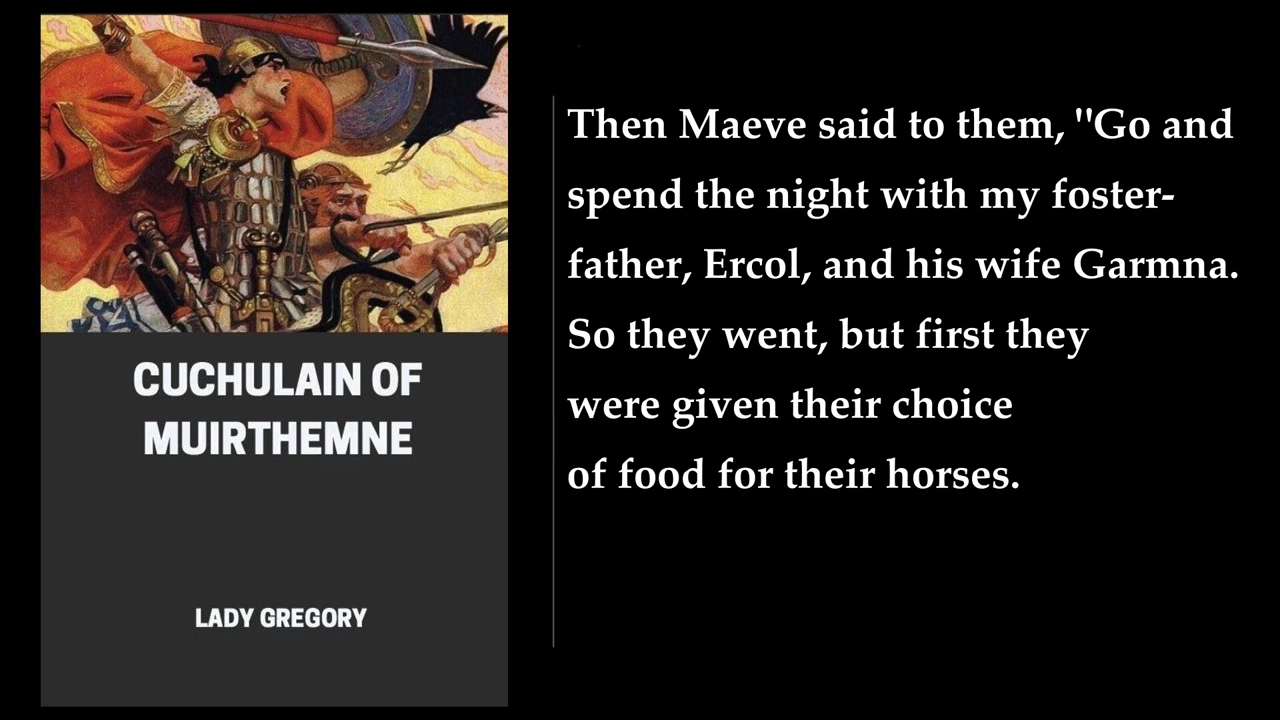 CUCHULAIN OF
MUIRTHEMNE
LADY GREGORY
Then Maeve said to them, "Go and
spend the night with my foster-
father, Ercol, and his wife Garmna.
So they went, but first they
were given their choice
of food for their horses.